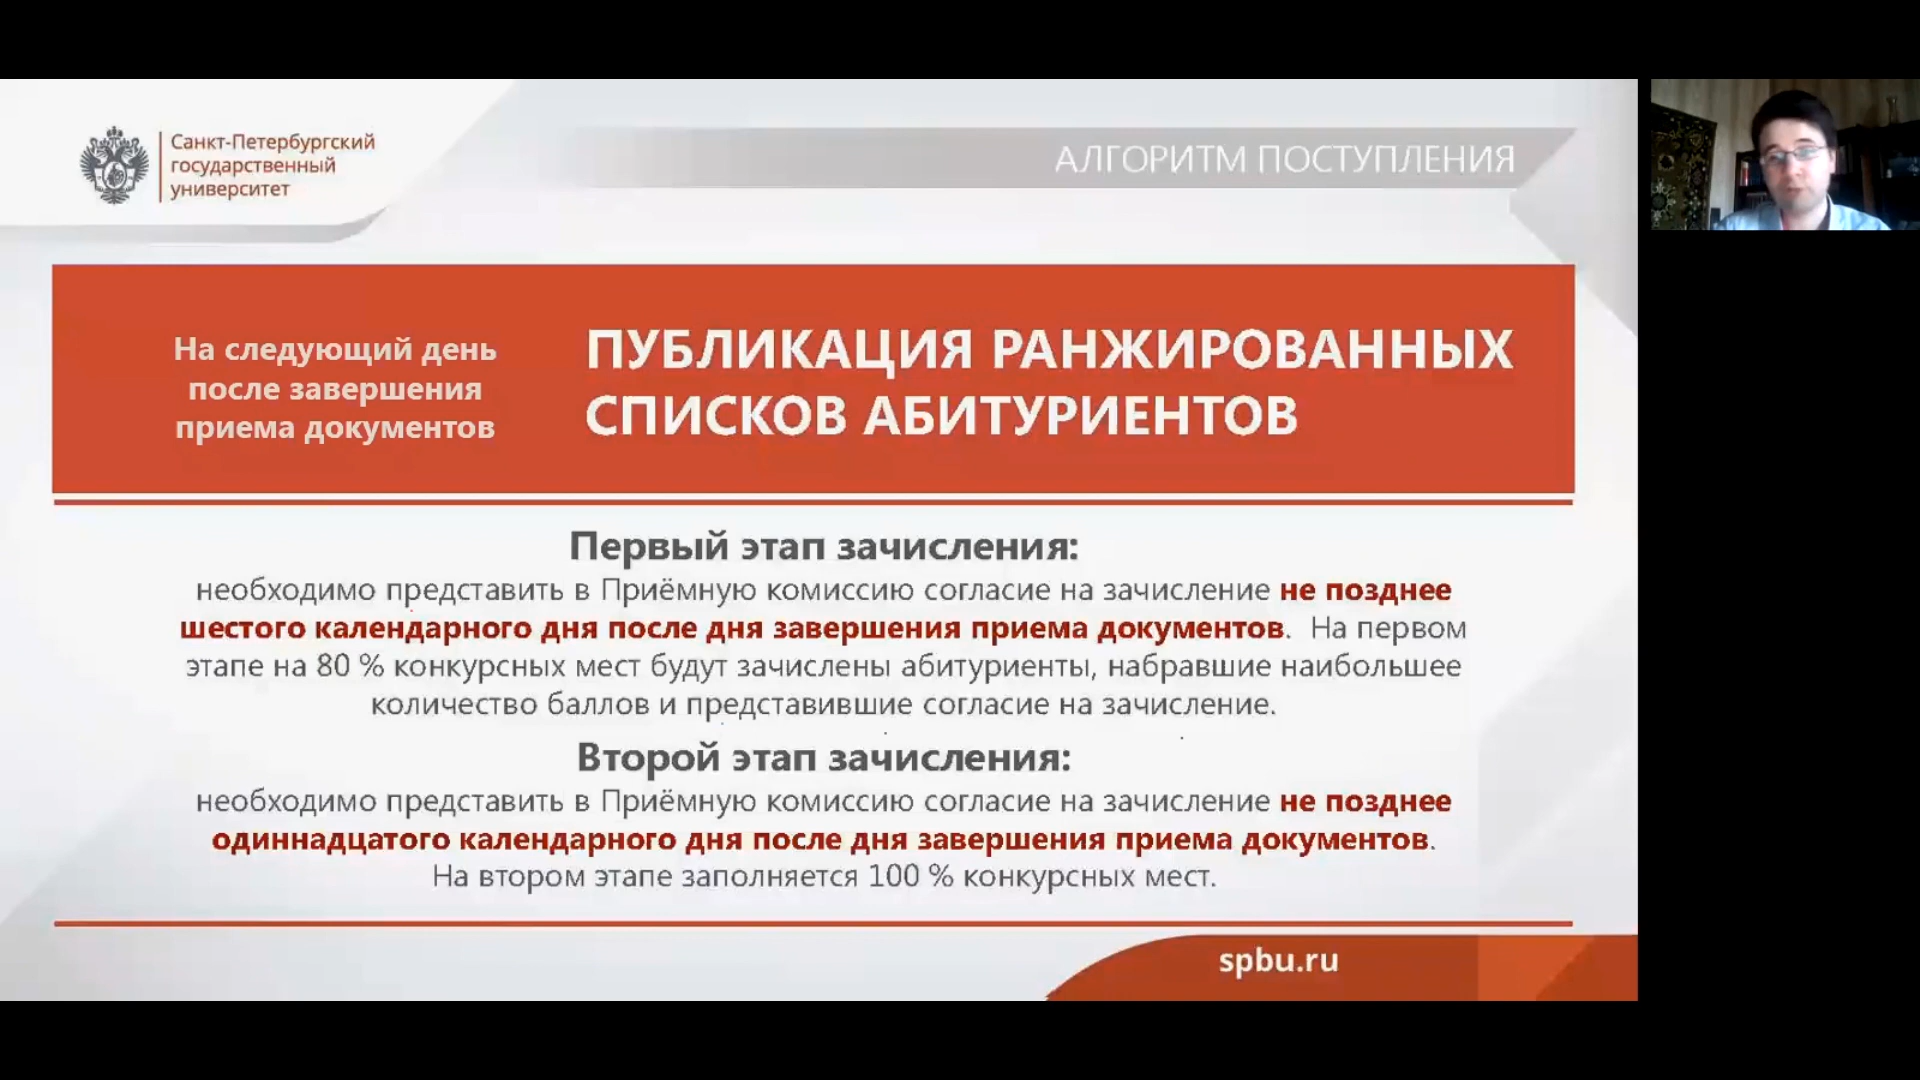 Санкт-Петербургский
государственный
университет
АЛГОРИТМ ПОСТУПЛЕНИЯ
На следующий день
после завершения
приема документов
ПУБЛИКАЦИЯ РАНЖИРОВАННЫХ
СПИСКОВ АБИТУРИЕНТОВ
Первый этап зачисления:
необходимо представить в Приёмную комиссию согласие на зачисление не позднее
шестого календарного дня после дня завершения приема документов. На первом
этапе на 80 % конкурсных мест будут зачислены абитуриенты, набравшие наибольшее
количество баллов и представившие согласие на зачисление.
Второй этап зачисления:
необходимо представить в Приёмную комиссию согласие на зачисление не позднее
одиннадцатого календарного дня после дня завершения приема документов.
На втором этапе заполняется 100 % конкурсных мест.
spbu.ru